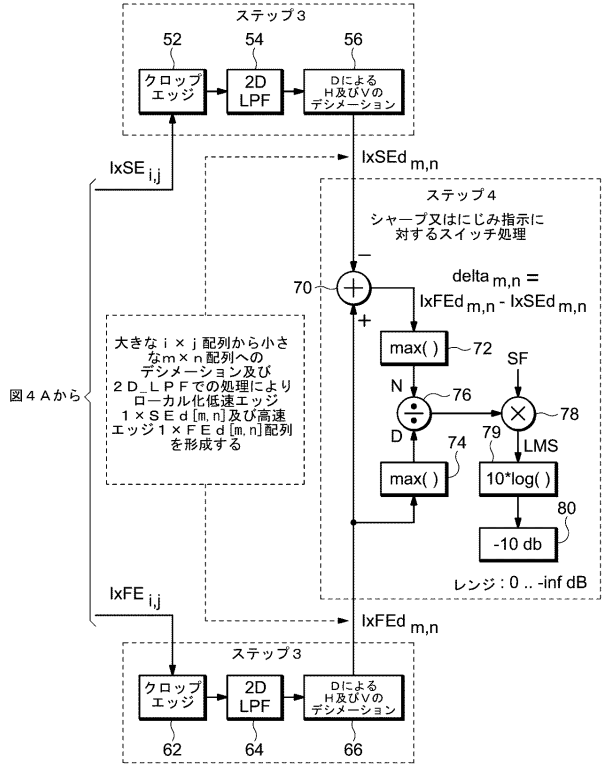 ステップ3
52
54
56
クロップ
エッジ
2D
LPF
Dによる
H及びVの
デシメーション
IxSE i,j
IxSEd m,n
ステップ4
シャープ又はにじみ指示に
対するスイッチ処理
−
70
+
+
delta m,n =
IxFEd m,n - IxSEd m,n
大きなi×j配列から小さ
なm×n配列への
デシメーション及び
2D_LPFでの処理により
ローカル化低速エッジ
1×SEd[m,n]及び高速
エッジ1×FEd[m,n]配列
を形成する
図4Aから
max( )
72
N
÷
76
D
SF
×
78
LMS
74
max( )
79
10*log( )
80
-10 db
レンジ：0 .. -inf dB
IxFE i,j
IxFEd m,n
ステップ3
クロップ
エッジ
2D
LPF
Dによる
H及びVの
デシメーション
62
64
66